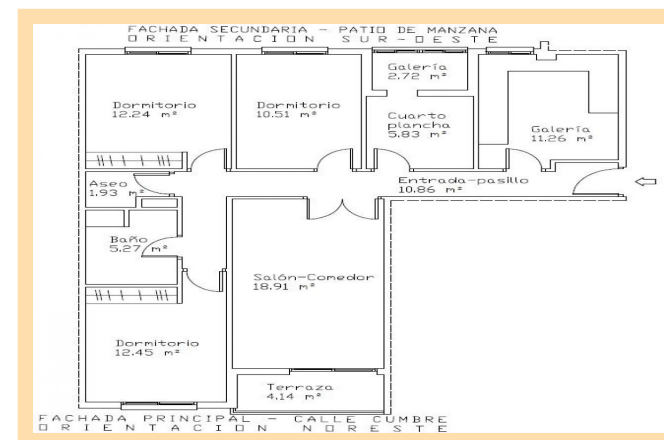 FACHADA SECUNDARIA - PATIO DE MANZANA
ORIENTACION SUR-OESTE
Galería
2.72 m²
Dormitorio
12.24 m²
Dormitorio
10.51 m²
Cuarto
plancha
5.83 m²
Galería
11.26 m²
Aseo
1.93 m²
Entrada-pasillo
10.86 m²
Baño
5.27 m²
Salón-Comedor
18.91 m²
Dormitorio
12.45 m²
Terraza
4.14 m²
FACHADA PRINCIPAL - CALLE CUMBRE
ORIENTACION NORESTE